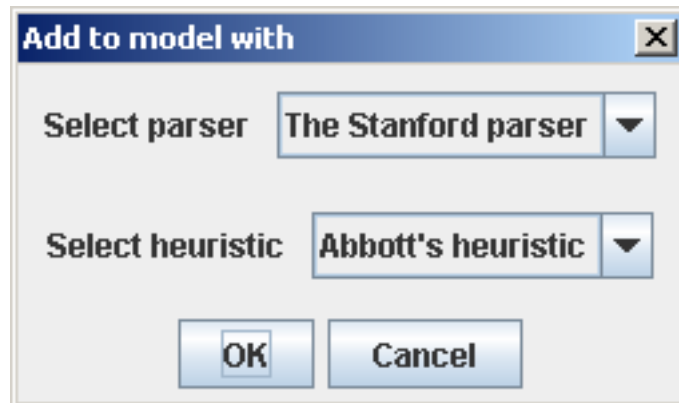 Add to model with
Select parser The Stanford parser
Select heuristic Abbott's heuristic
OK Cancel